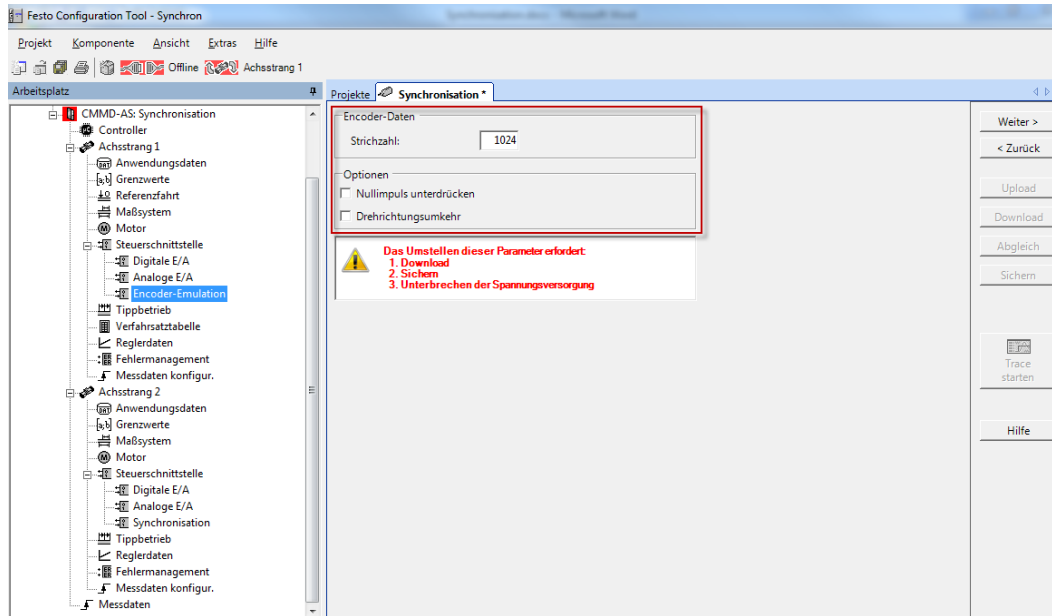 Festo Configuration Tool - Synchron
Synchronisation.docx - Microsoft Word
Projekt Komponente Ansicht Extras Hilfe
Offline Achsstrang 1
Arbeitsplatz
Projekte Synchronisation *
CMMD-AS: Synchronisation
Controller
Achsstrang 1
Anwendungsdaten
Grenzwerte
Referenzfahrt
Maßsystem
Motor
Steuerschnittstelle
Digitale E/A
Analoge E/A
Encoder-Emulation
Tippbetrieb
Verfahrsatztabelle
Reglerdaten
Fehlermanagement
Messdaten konfigur.
Achsstrang 2
Anwendungsdaten
Grenzwerte
Maßsystem
Motor
Steuerschnittstelle
Digitale E/A
Analoge E/A
Synchronisation
Tippbetrieb
Reglerdaten
Fehlermanagement
Messdaten konfigur.
Messdaten
Encoder-Daten
Strichzahl: 1024
Optionen
Nullimpuls unterdrücken
Drehrichtungsumkehr
Das Umstellen dieser Parameter erfordert:
1. Download
2. Sichern
3. Unterbrechen der Spannungsversorgung
Weiter >
< Zurück
Upload
Download
Abgleich
Sichern
Trace
starten
Hilfe